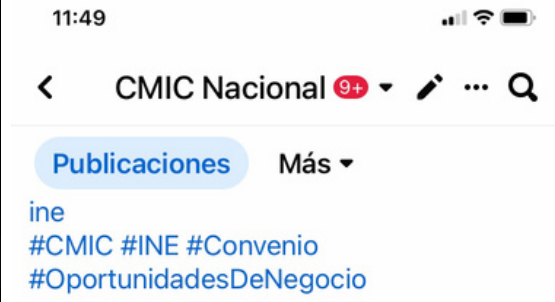 11:49
CMIC Nacional 9+
Publicaciones Más
ine
#CMIC #INE #Convenio
#OportunidadesDeNegocio